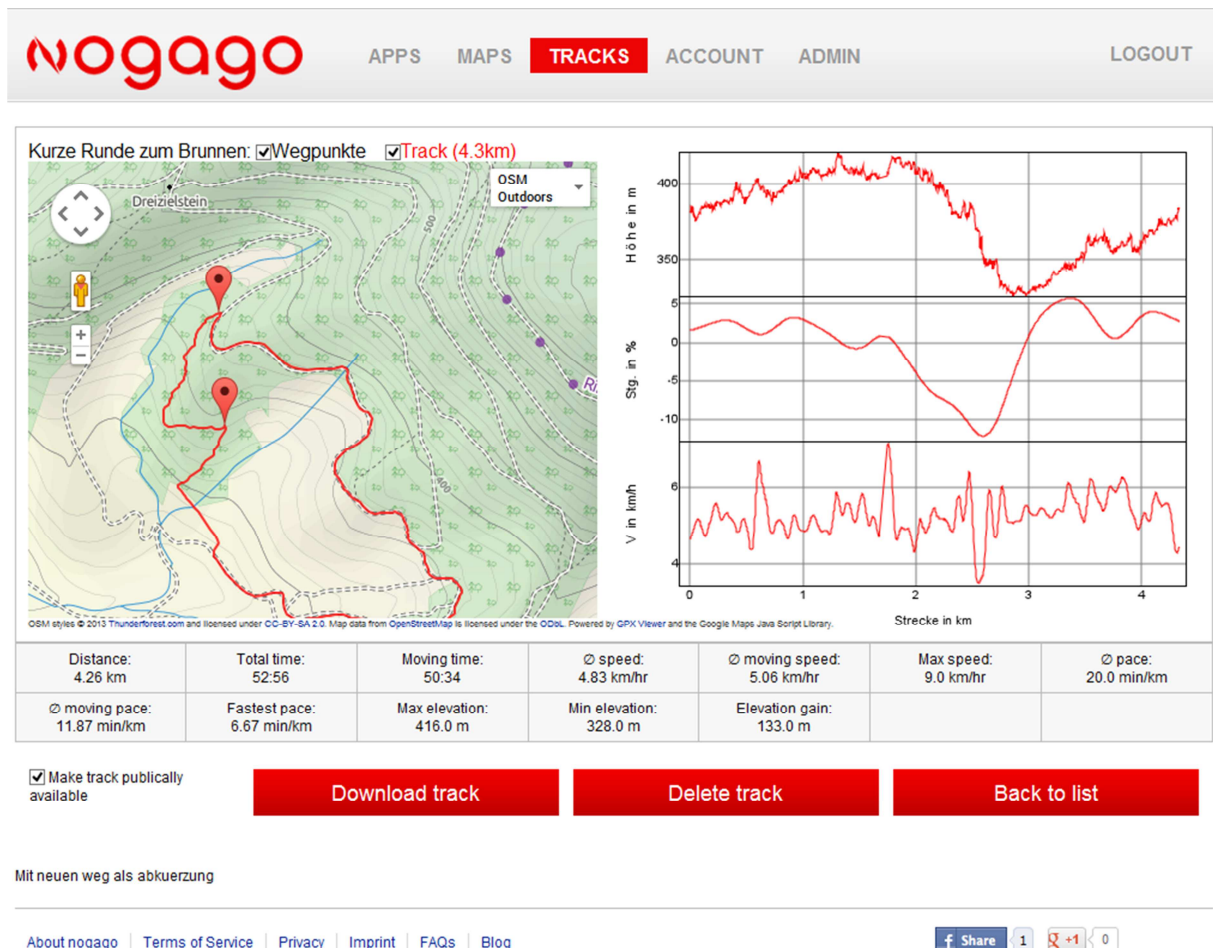 nogago
APPS MAPS TRACKS ACCOUNT ADMIN LOGOUT
Kurze Runde zum Brunnen: Wegpunkte Track (4.3km)
OSM
Outdoors
Dreizielstein
500
400
Ri
+
−
OSM styles © 2013 Thunderforest.com and licensed under CC-BY-SA 2.0. Map data from OpenStreetMap is licensed under the ODbL. Powered by GPX Viewer and the Google Maps Java Script Library.
Höhe in m
400
350
Stg. in %
5
0
-5
-10
V in km/h
6
4
0 1 2 3 4
Strecke in km
Distance: Total time: Moving time: ∅ speed: ∅ moving speed: Max speed: ∅ pace:
4.26 km 52:56 50:34 4.83 km/hr 5.06 km/hr 9.0 km/hr 20.0 min/km
∅ moving pace: Fastest pace: Max elevation: Min elevation: Elevation gain:
11.87 min/km 6.67 min/km 416.0 m 328.0 m 133.0 m
Make track publically
available
Download track Delete track Back to list
Mit neuen weg als abkuerzung
About nogago Terms of Service Privacy Imprint FAQs Blog
f Share 1 +1 0